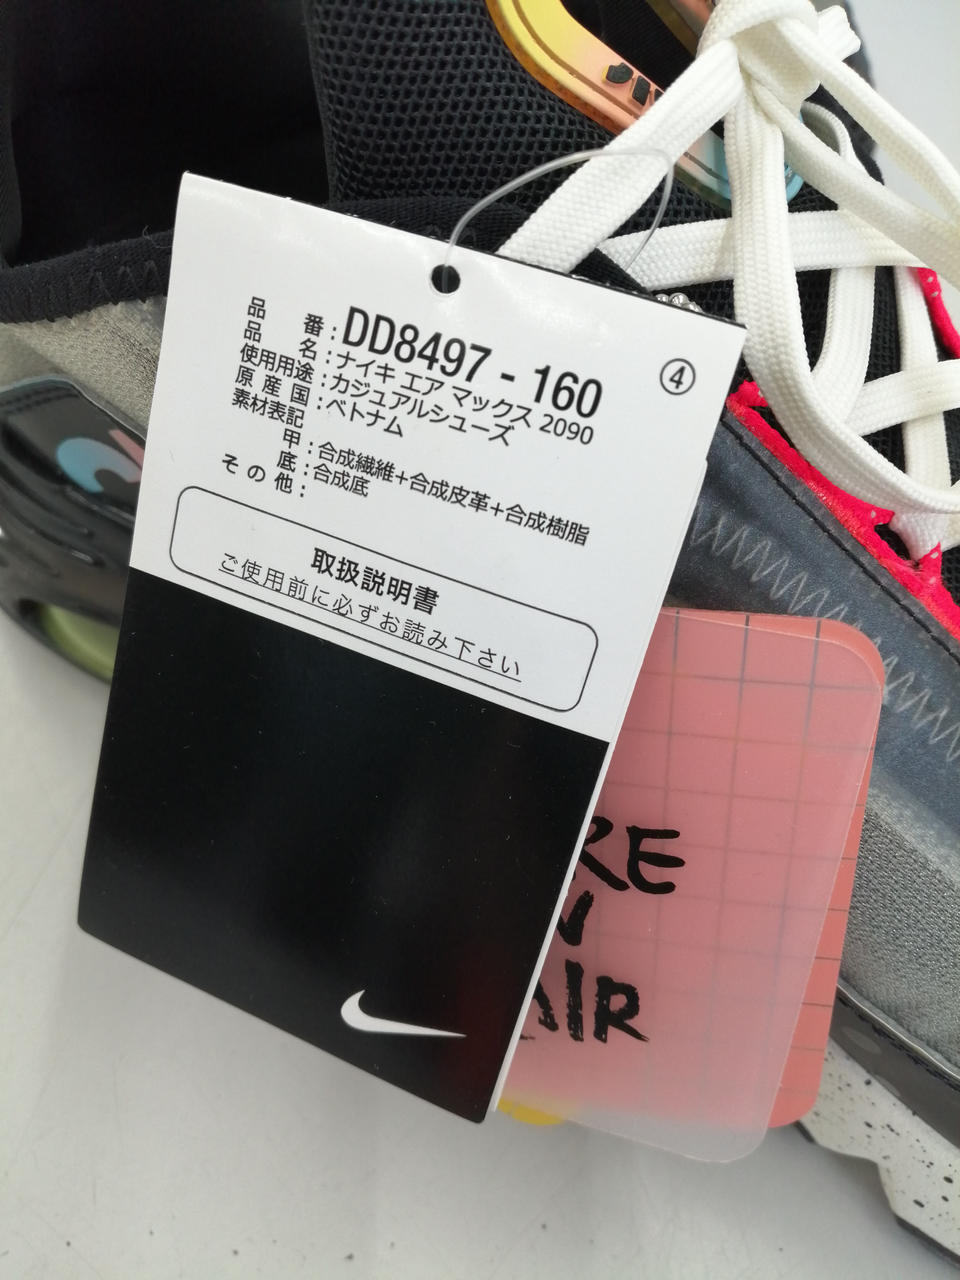 品 番 : DD8497 - 160
④
品 名 : ナイキ エア マックス 2090
使用用途 : カジュアルシューズ
原 産 国 : ベトナム
素材表記
甲 : 合成繊維+合成皮革+合成樹脂
底 : 合成底
そ の 他 :
取扱説明書
ご使用前に必ずお読み下さい
AIR